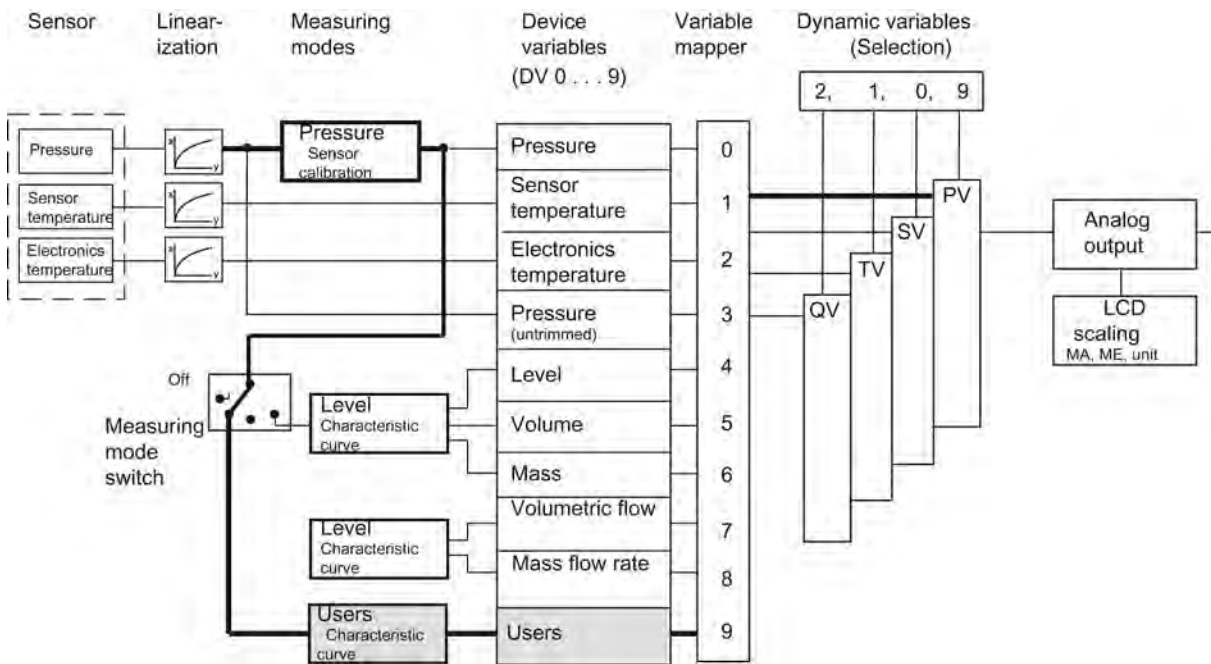 Sensor
Linear-
ization
Measuring
modes
Device
variables
(DV 0 . . . 9)
Variable
mapper
Dynamic variables
(Selection)
2, 1, 0, 9
Pressure
Sensor
temperature
Electronics
temperature
x
y
x
y
x
y
Pressure
Sensor
calibration
Off
Measuring
mode
switch
Level
Characteristic
curve
Level
Characteristic
curve
Users
Characteristic
curve
Pressure
Sensor
temperature
Electronics
temperature
Pressure
(untrimmed)
Level
Volume
Mass
Volumetric flow
Mass flow rate
Users
0
1
2
3
4
5
6
7
8
9
PV
SV
TV
QV
Analog
output
LCD
scaling
MA, ME, unit